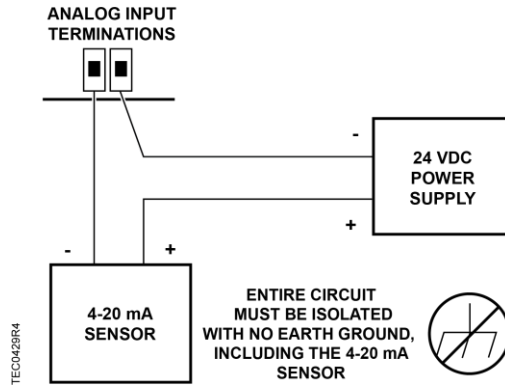 ANALOG INPUT
TERMINATIONS
-
24 VDC
POWER
SUPPLY
+
-
+
4-20 mA
SENSOR
ENTIRE CIRCUIT
MUST BE ISOLATED
WITH NO EARTH GROUND,
INCLUDING THE 4-20 mA
SENSOR
TEC0429R4